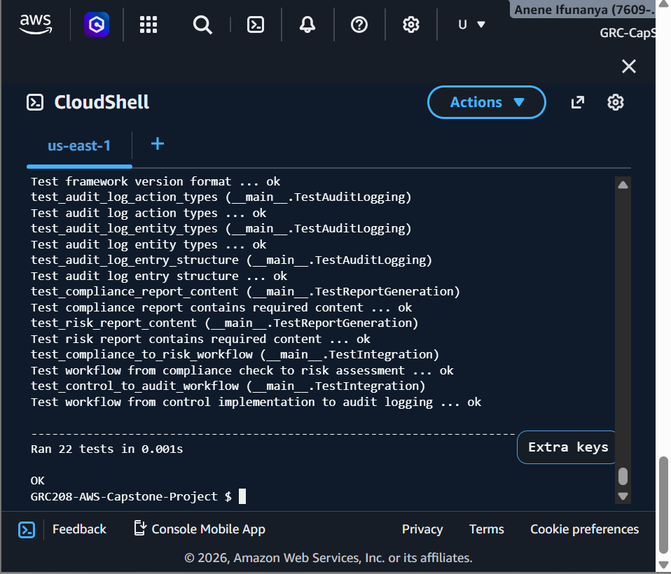 Anene Ifunanya (7609-..
aws
U
GRC-CapS
CloudShell
Actions
us-east-1
+
Test framework version format ... ok
test_audit_log_action_types (__main__.TestAuditLogging)
Test audit log action types ... ok
test_audit_log_entity_types (__main__.TestAuditLogging)
Test audit log entity types ... ok
test_audit_log_entry_structure (__main__.TestAuditLogging)
Test audit log entry structure ... ok
test_compliance_report_content (__main__.TestReportGeneration)
Test compliance report contains required content ... ok
test_risk_report_content (__main__.TestReportGeneration)
Test risk report contains required content ... ok
test_compliance_to_risk_workflow (__main__.TestIntegration)
Test workflow from compliance check to risk assessment ... ok
test_control_to_audit_workflow (__main__.TestIntegration)
Test workflow from control implementation to audit logging ... ok
----------------------------------------------------------------------
Ran 22 tests in 0.001s
Extra keys
OK
GRC208-AWS-Capstone-Project $
Feedback Console Mobile App Privacy Terms Cookie preferences
© 2026, Amazon Web Services, Inc. or its affiliates.